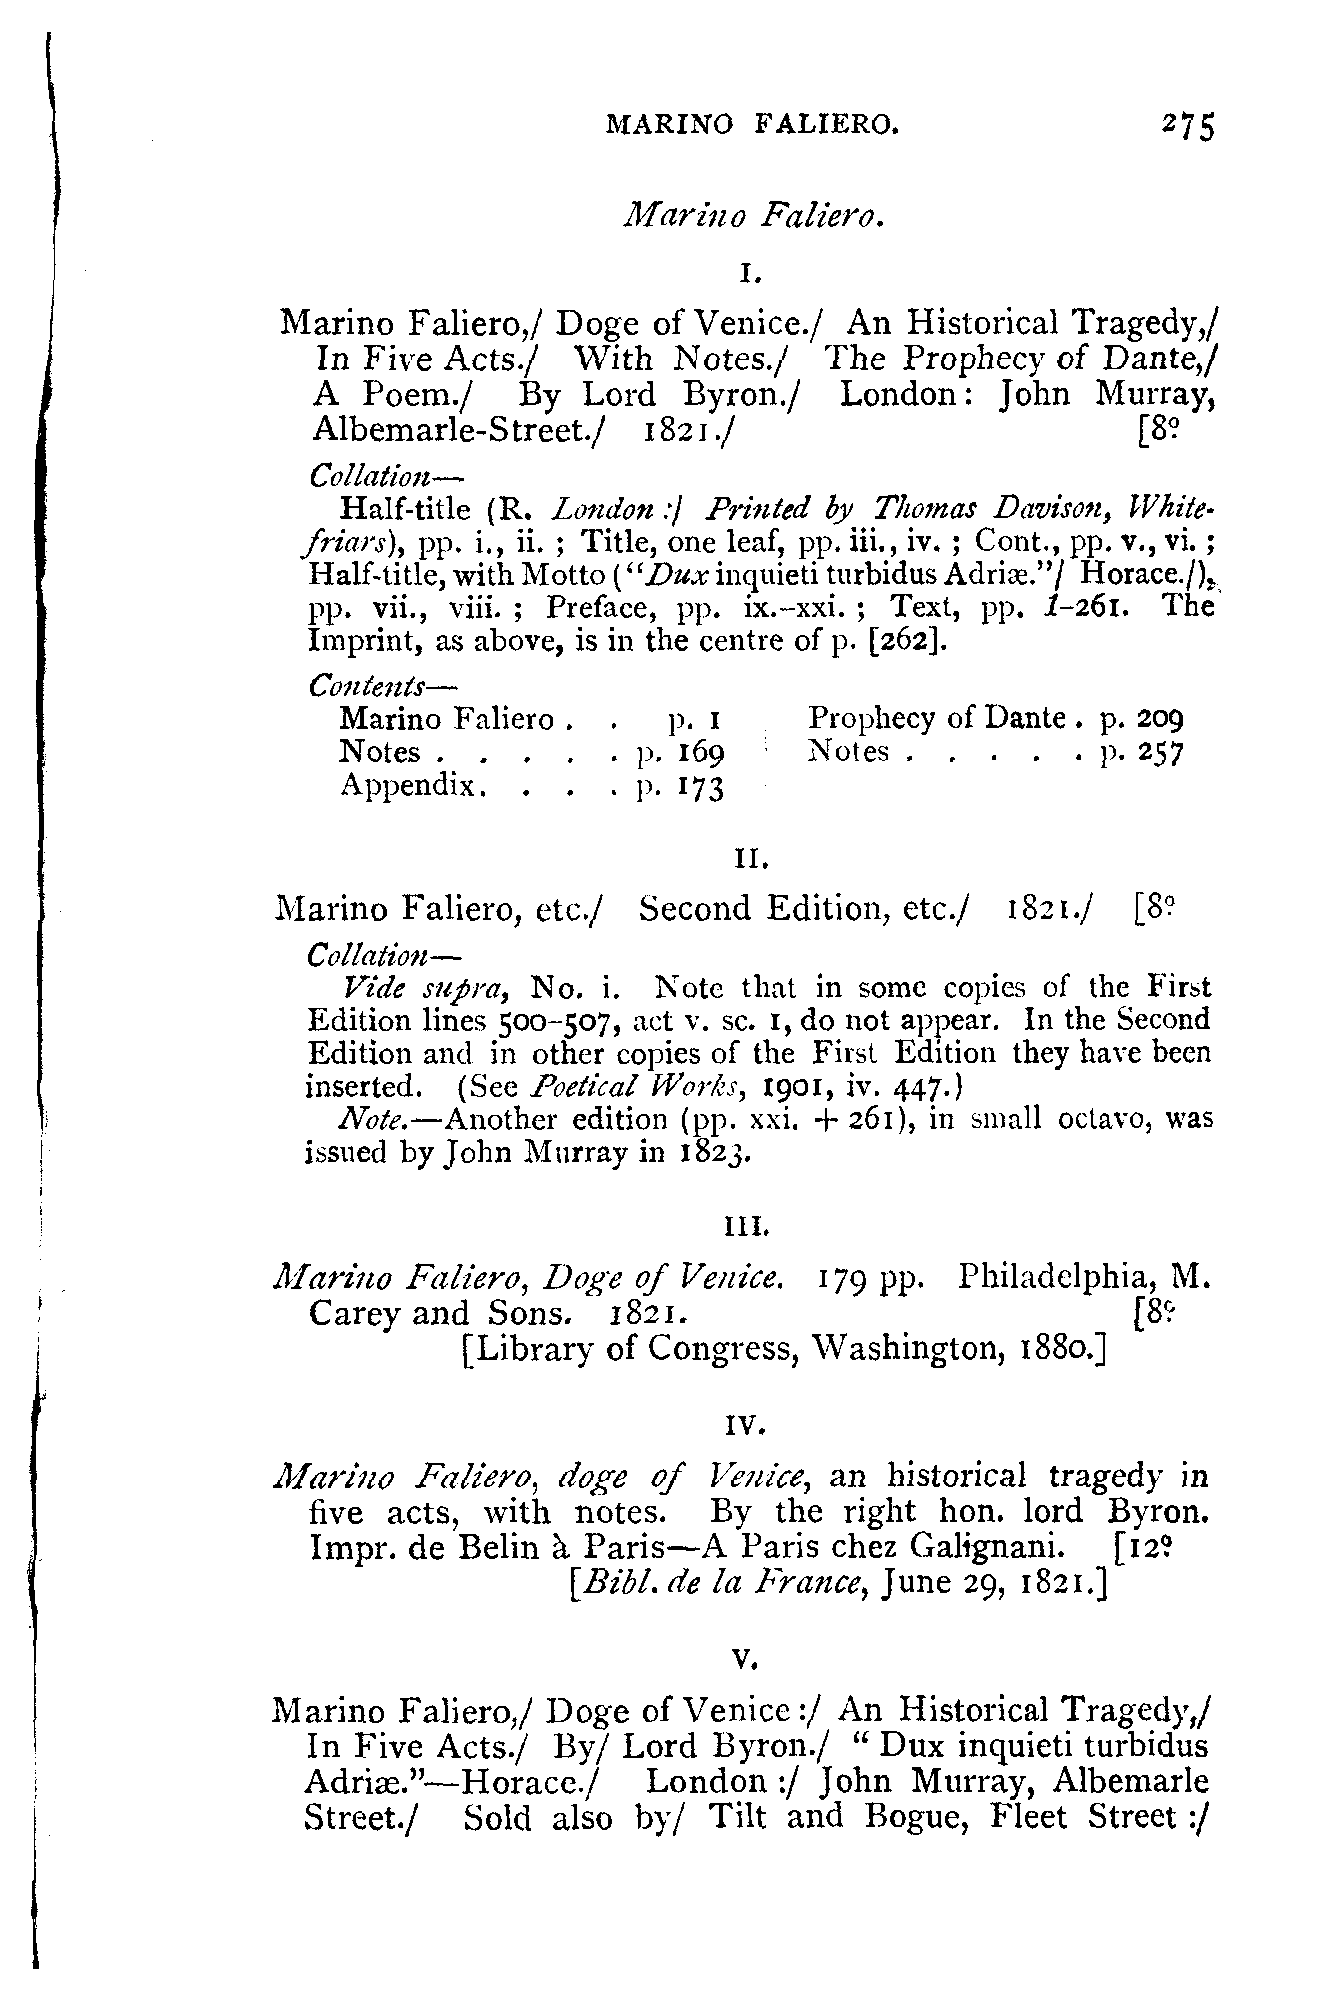 MARINO FALIERO. 275
Marino Faliero.
I.
Marino Faliero,/ Doge of Venice./ An Historical Tragedy,/
In Five Acts./ With Notes./ The Prophecy of Dante,/
A Poem./ By Lord Byron./ London: John Murray,
Albemarle-Street./ 1821./ [8º
Collation—
Half-title (R. London :/ Printed by Thomas Davison, White-
friars), pp. i., ii. ; Title, one leaf, pp. iii., iv. ; Cont., pp. v., vi. ;
Half-title, with Motto ("Dux inquieti turbidus Adriæ."/ Horace./),
pp. vii., viii. ; Preface, pp. ix.–xxi. ; Text, pp. 1–261. The
Imprint, as above, is in the centre of p. [262].
Contents—
Marino Faliero . . p. 1 Prophecy of Dante . p. 209
Notes . . . . . p. 169 Notes . . . . . p. 257
Appendix. . . . p. 173
II.
Marino Faliero, etc./ Second Edition, etc./ 1821./ [8º
Collation—
Vide supra, No. i. Note that in some copies of the First
Edition lines 500–507, act v. sc. 1, do not appear. In the Second
Edition and in other copies of the First Edition they have been
inserted. (See Poetical Works, 1901, iv. 447.)
Note.—Another edition (pp. xxi. + 261), in small octavo, was
issued by John Murray in 1823.
III.
Marino Faliero, Doge of Venice. 179 pp. Philadelphia, M.
Carey and Sons. 1821. [8º
[Library of Congress, Washington, 1880.]
IV.
Marino Faliero, doge of Venice, an historical tragedy in
five acts, with notes. By the right hon. lord Byron.
Impr. de Belin à Paris—A Paris chez Galignani. [12º
[Bibl. de la France, June 29, 1821.]
V.
Marino Faliero,/ Doge of Venice :/ An Historical Tragedy,/
In Five Acts./ By/ Lord Byron./ " Dux inquieti turbidus
Adriæ."—Horace./ London :/ John Murray, Albemarle
Street./ Sold also by/ Tilt and Bogue, Fleet Street :/